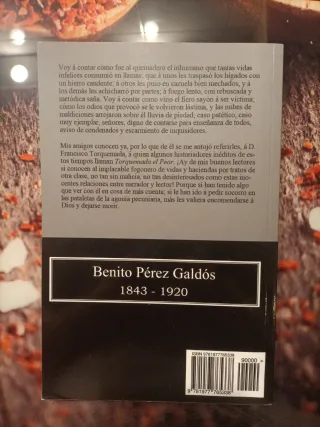 Voy á contar cómo fue al quemadero el inhumano que tantas vidas
infelices consumió en llamas; que á unos les traspasó los hígados con
un hierro candente; á otros les puso en cazuela bien mechados, y á
los demás les achicharró por partes, á fuego lento, con rebuscada y
metódica saña. Voy á contar cómo vino el fiero sayón á ser víctima;
cómo los odios que provocó se le volvieron lástima, y las nubes de
maldiciones arrojaron sobre él lluvia de piedad; caso patético, caso
muy ejemplar, señores, digno de contarse para enseñanza de todos,
aviso de condenados y escarmiento de inquisidores.
Mis amigos conocen ya, por lo que de él se me antojó referirles, á D.
Francisco Torquemada, á quien algunos historiadores inéditos de es-
tos tiempos llaman Torquemada el Peor. ¡Ay de mis buenos lectores
si conocen al implacable fogonero de vidas y haciendas por tratos de
otra clase, no tan sin malicia, no tan desinteresados como estas ino-
centes relaciones entre narrador y lector! Porque si han tenido algo
que ver con él en cosa de más cuenta; si le han ido á pedir socorro en
las pataletas de la agonía pecuniaria, más les valiera encomendarse á
Dios y dejarse morir.
Benito Pérez Galdós
1843 - 1920
90000 >